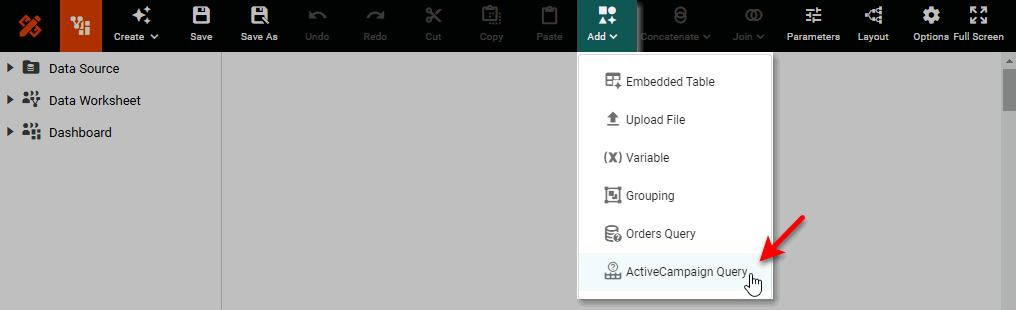 Create
Save
Save As
Undo
Redo
Cut
Copy
Paste
Add
Concatenate
Join
Parameters
Layout
Options
Full Screen
Data Source
Data Worksheet
Dashboard
Embedded Table
Upload File
(X) Variable
Grouping
Orders Query
ActiveCampaign Query